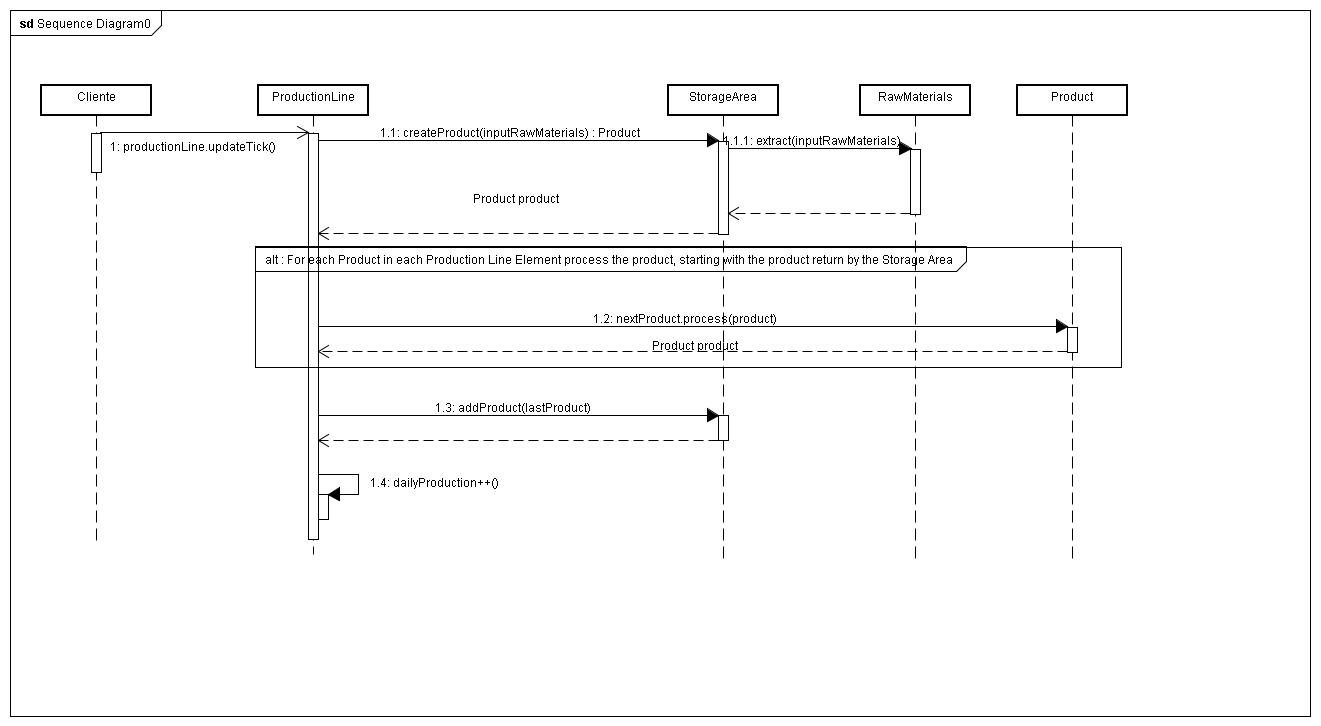 sd Sequence Diagram0
Cliente
ProductionLine
StorageArea
RawMaterials
Product
1: productionLine.updateTick()
1.1: createProduct(inputRawMaterials) : Product
1.1.1: extract(inputRawMaterials)
Product product
alt : For each Product in each Production Line Element process the product, starting with the product return by the Storage Area
1.2: nextProduct.process(product)
Product product
1.3: addProduct(lastProduct)
1.4: dailyProduction++()